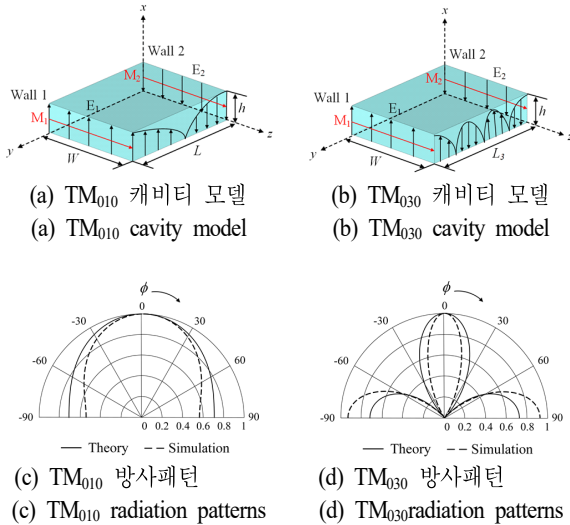 x
Wall 2
M₂
E₂
Wall 1
E₁
M₁
h
y
W
L
z
(a) TM₀₁₀ 캐비티 모델
(a) TM₀₁₀ cavity model
x
Wall 2
M₂
E₂
Wall 1
E₁
M₁
h
y
W
L₃
z
(b) TM₀₃₀ 캐비티 모델
(b) TM₀₃₀ cavity model
ϕ
0
-30 30
-60 60
-90 0 0.2 0.4 0.6 0.8 1 90
Theory Simulation
(c) TM₀₁₀ 방사패턴
(c) TM₀₁₀ radiation patterns
ϕ
0
-30 30
-60 60
-90 0 0.2 0.4 0.6 0.8 1 90
Theory Simulation
(d) TM₀₃₀ 방사패턴
(d) TM₀₃₀radiation patterns